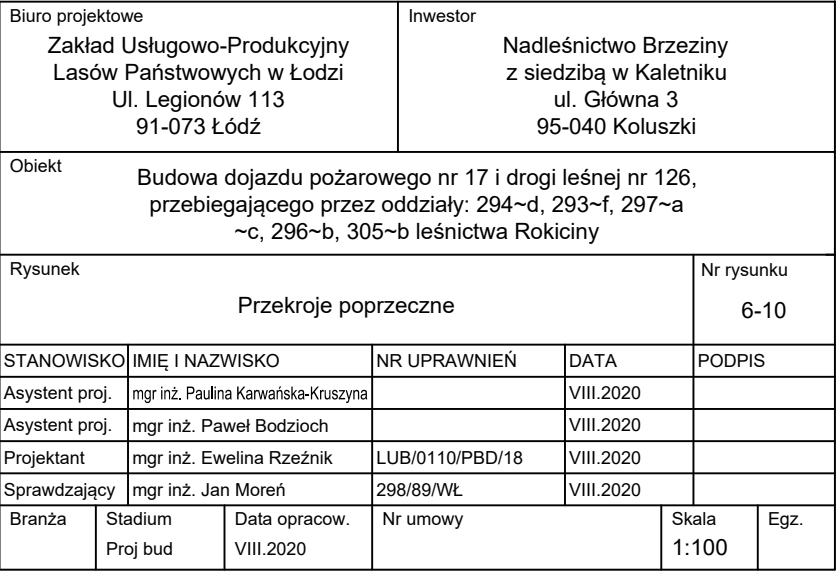 Biuro projektowe
Zakład Usługowo-Produkcyjny
Lasów Państwowych w Łodzi
Ul. Legionów 113
91-073 Łódź
Inwestor
Nadleśnictwo Brzeziny
z siedzibą w Kaletniku
ul. Główna 3
95-040 Koluszki
Obiekt
Budowa dojazdu pożarowego nr 17 i drogi leśnej nr 126,
przebiegającego przez oddziały: 294~d, 293~f, 297~a
~c, 296~b, 305~b leśnictwa Rokiciny
Rysunek
Przekroje poprzeczne
Nr rysunku
6-10
STANOWISKO IMIĘ I NAZWISKO NR UPRAWNIEŃ DATA PODPIS
Asystent proj. mgr inż. Paulina Karwańska-Kruszyna VIII.2020
Asystent proj. mgr inż. Paweł Bodzioch VIII.2020
Projektant mgr inż. Ewelina Rzeźnik LUB/0110/PBD/18 VIII.2020
Sprawdzający mgr inż. Jan Moreń 298/89/WŁ VIII.2020
Branża Stadium Data opracow. Nr umowy Skala Egz.
Proj bud VIII.2020 1:100